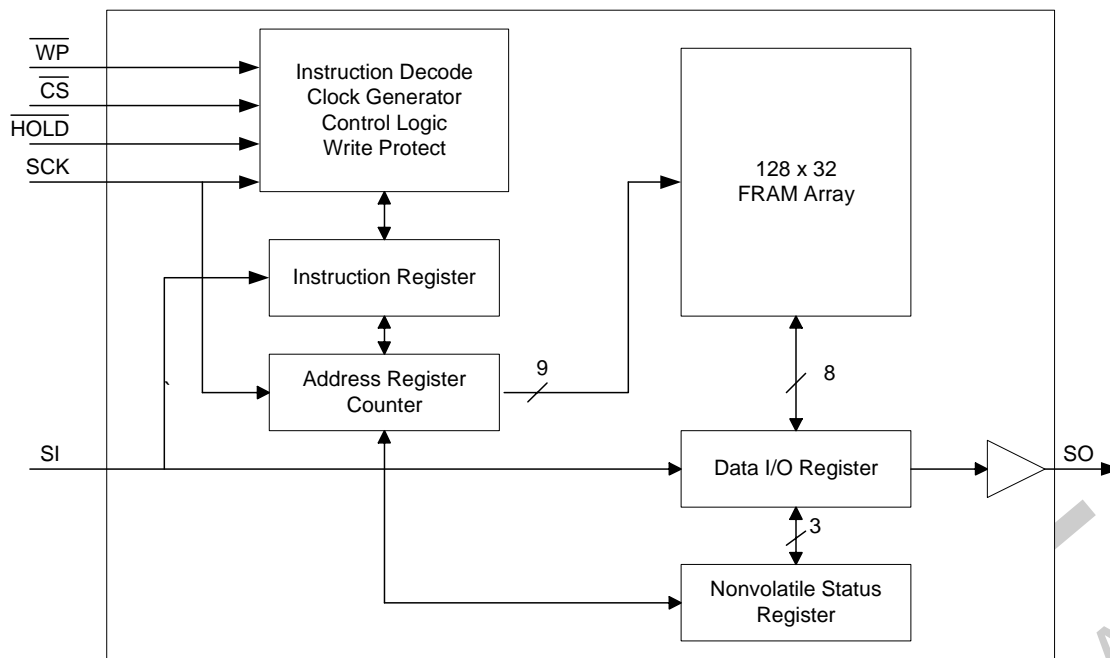 WP
CS
HOLD
SCK
Instruction Decode
Clock Generator
Control Logic
Write Protect
128 x 32
FRAM Array
Instruction Register
Address Register
Counter
9
8
SI
Data I/O Register
SO
3
Nonvolatile Status
Register